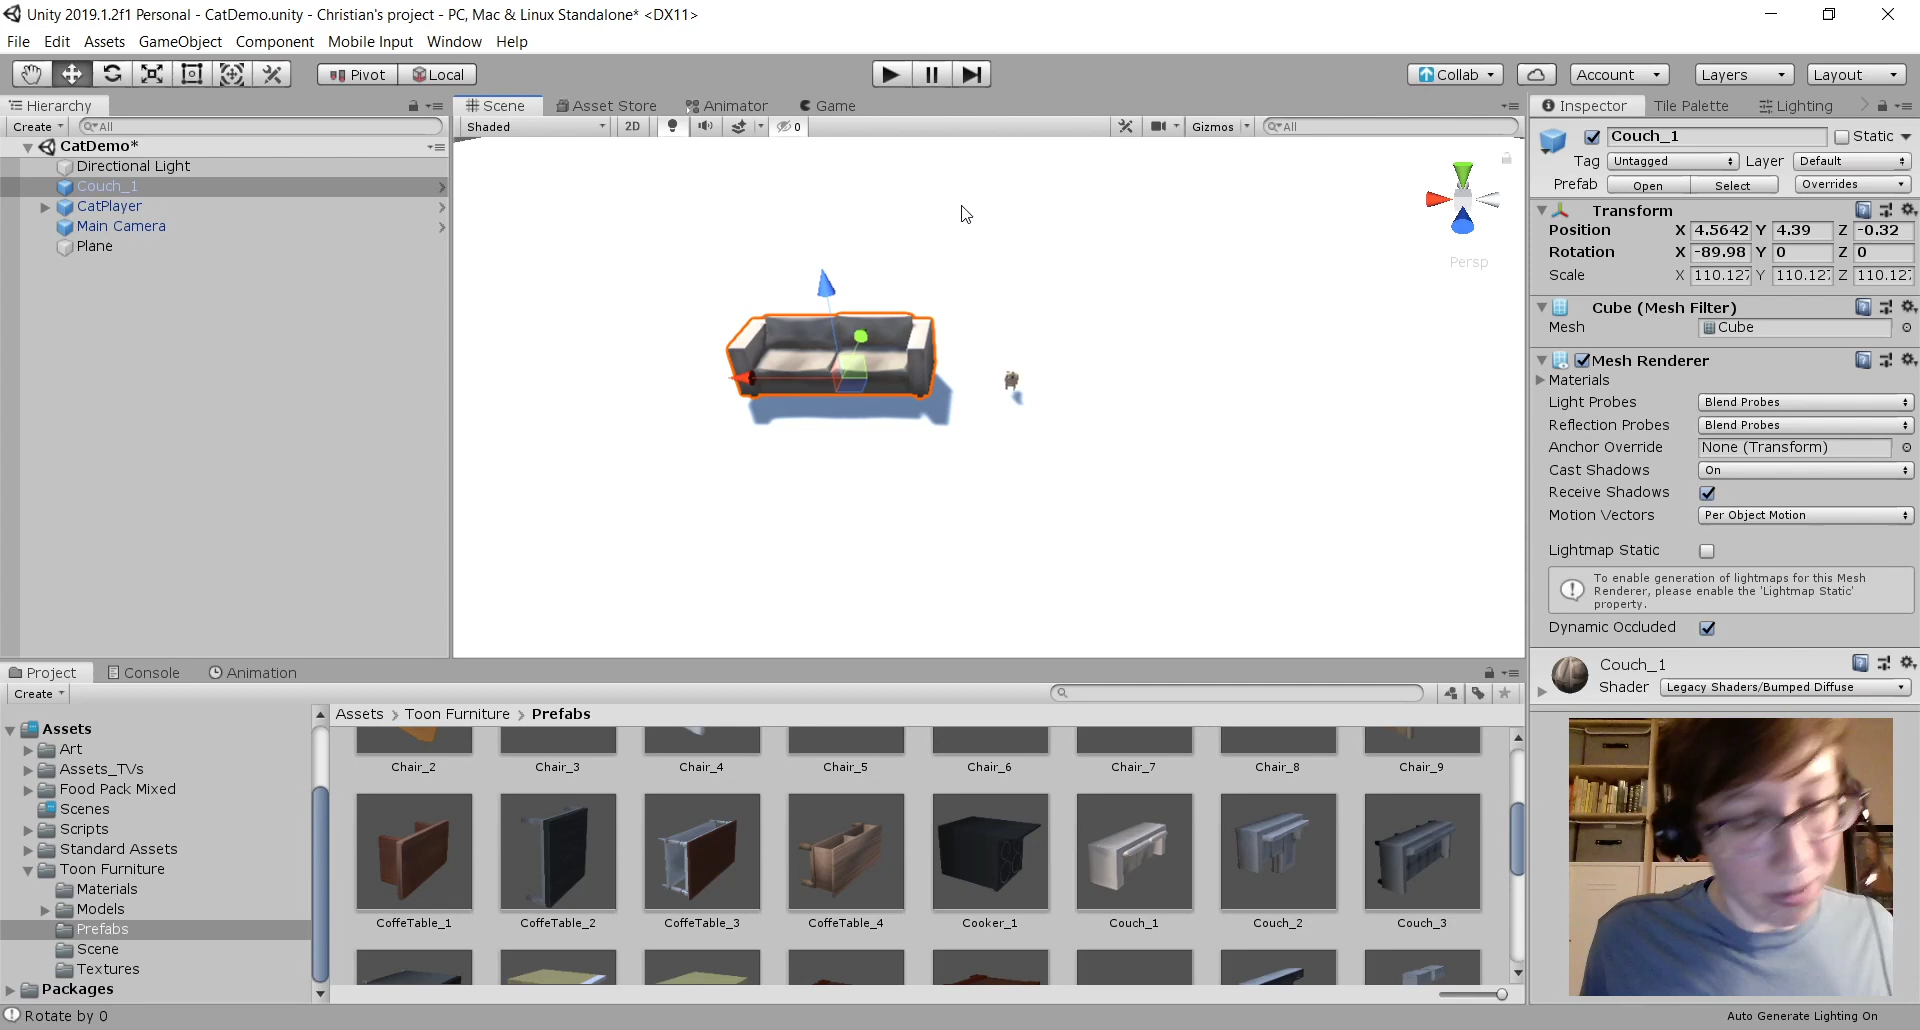 Unity 2019.1.2f1 Personal - CatDemo.unity - Christian's project - PC, Mac & Linux Standalone* <DX11>
File Edit Assets GameObject Component Mobile Input Window Help
Pivot Local Collab Account Layers Layout
Hierarchy Scene Asset Store Animator Game Inspector Tile Palette Lighting
Create All Shaded 2D 0 Gizmos All
CatDemo*
Directional Light
Couch_1
CatPlayer
Main Camera
Plane
Persp
Couch_1 Static
Tag Untagged Layer Default
Prefab Open Select Overrides
Transform
Position X 4.5642 Y 4.39 Z -0.32
Rotation X -89.98 Y 0 Z 0
Scale X 110.127 Y 110.127 Z 110.127
Cube (Mesh Filter)
Mesh Cube
Mesh Renderer
Materials
Light Probes Blend Probes
Reflection Probes Blend Probes
Anchor Override None (Transform)
Cast Shadows On
Receive Shadows
Motion Vectors Per Object Motion
Lightmap Static
To enable generation of lightmaps for this Mesh
Renderer, please enable the 'Lightmap Static'
property.
Dynamic Occluded
Couch_1
Shader Legacy Shaders/Bumped Diffuse
Project Console Animation
Create
Assets > Toon Furniture > Prefabs
Assets
Art
Assets_TVs
Food Pack Mixed
Scenes
Scripts
Standard Assets
Toon Furniture
Materials
Models
Prefabs
Scene
Textures
Packages
Chair_2 Chair_3 Chair_4 Chair_5 Chair_6 Chair_7 Chair_8 Chair_9
CoffeTable_1 CoffeTable_2 CoffeTable_3 CoffeTable_4 Cooker_1 Couch_1 Couch_2 Couch_3
Rotate by 0
Auto Generate Lighting On